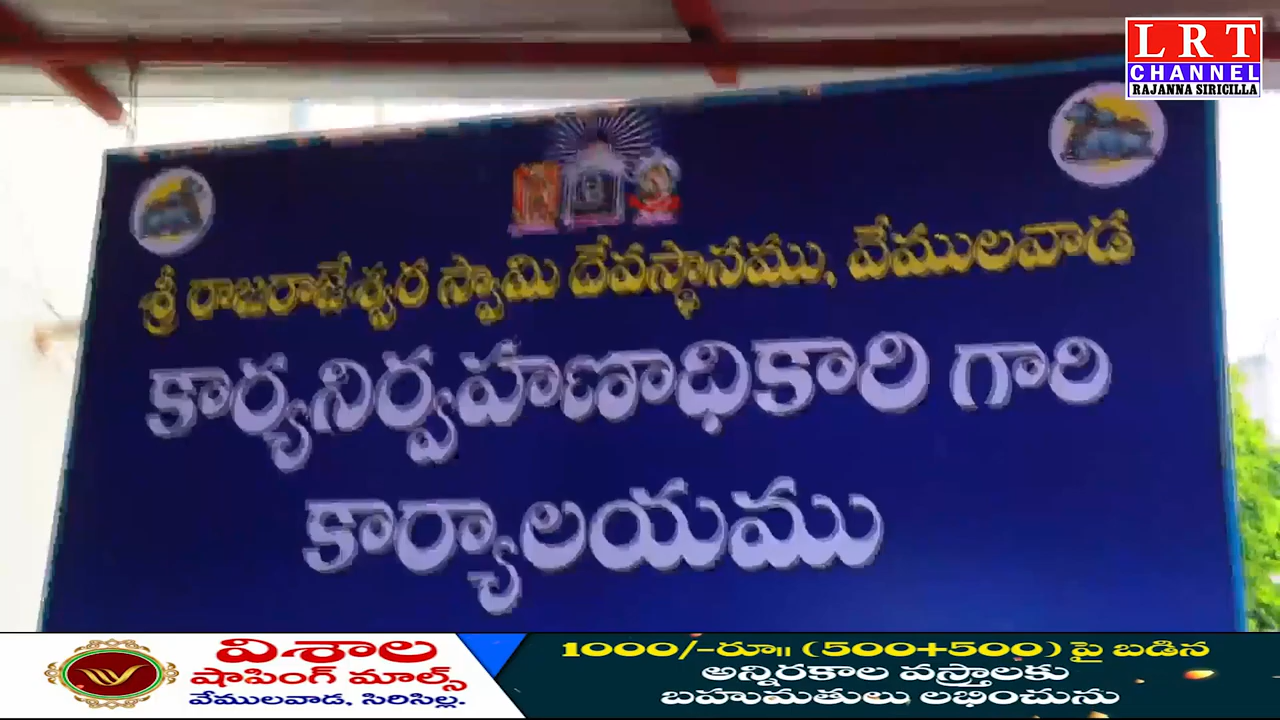 L R T
CHANNEL
RAJANNA SIRICILLA
శ్రీ రాజరాజేశ్వర స్వామి దేవస్థానము, వేములవాడ
కార్యనిర్వహణాధికారి గారి
కార్యాలయము
విశాల
షాపింగ్ మాల్స్
వేములవాడ, సిరిసిల్ల.
1000/-రూ॥ (500+500) పై బడిన
అన్నిరకాల వస్త్రాలకు
బహుమతులు లభించును